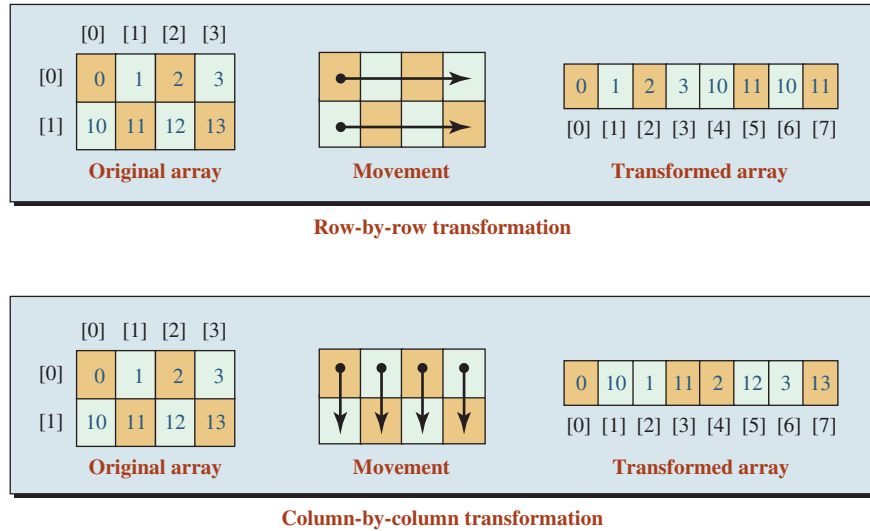 [0] [1] [2] [3]
[0] 0 1 2 3
[1] 10 11 12 13
Original array
Movement
0 1 2 3 10 11 10 11
[0] [1] [2] [3] [4] [5] [6] [7]
Transformed array
Row-by-row transformation
[0] [1] [2] [3]
[0] 0 1 2 3
[1] 10 11 12 13
Original array
Movement
0 10 1 11 2 12 3 13
[0] [1] [2] [3] [4] [5] [6] [7]
Transformed array
Column-by-column transformation